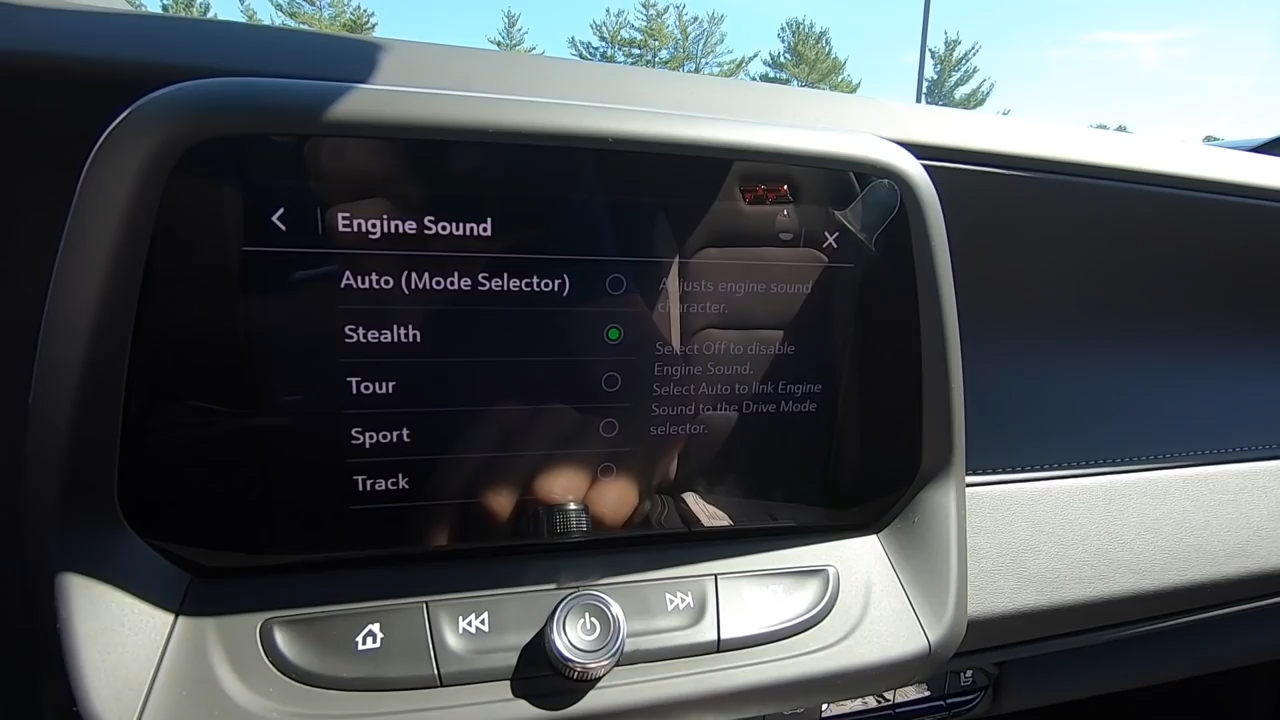 Engine Sound
Auto (Mode Selector)
Stealth
Tour
Sport
Track
Adjusts engine sound
character.
Select Off to disable
Engine Sound.
Select Auto to link Engine
Sound to the Drive Mode
selector.